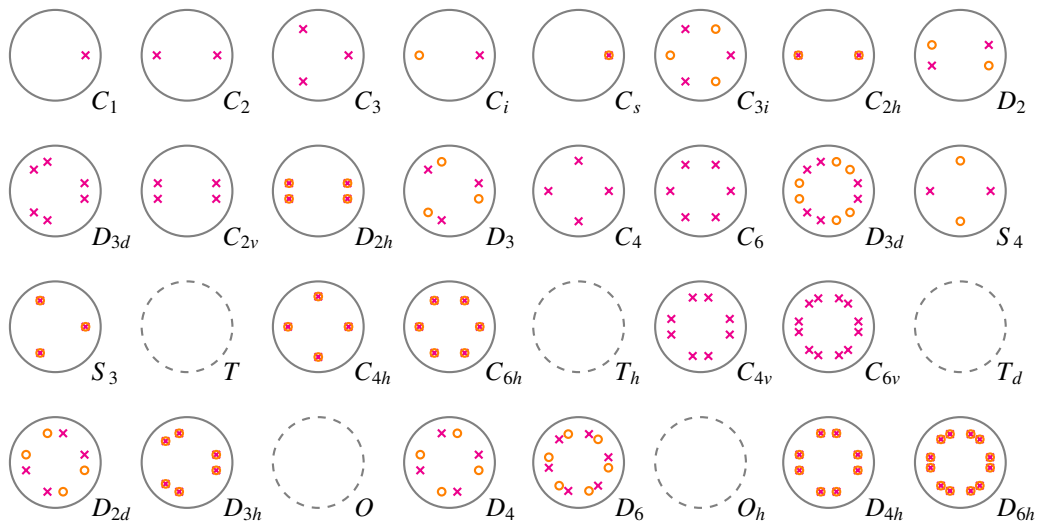 C1 C2 C3 Ci Cs C3i C2h D2
D3d C2v D2h D3 C4 C6 D3d S4
S3 T C4h C6h Th C4v C6v Td
D2d D3h O D4 D6 Oh D4h D6h